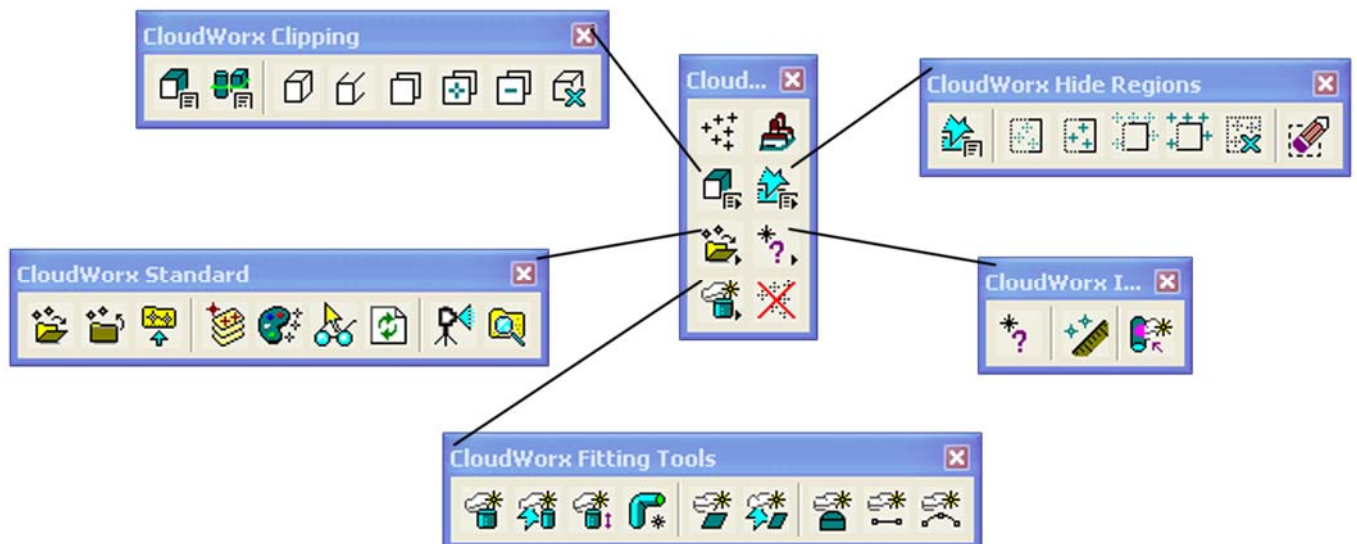 CloudWorx Clipping
Cloud...
CloudWorx Hide Regions
CloudWorx Standard
CloudWorx I...
CloudWorx Fitting Tools